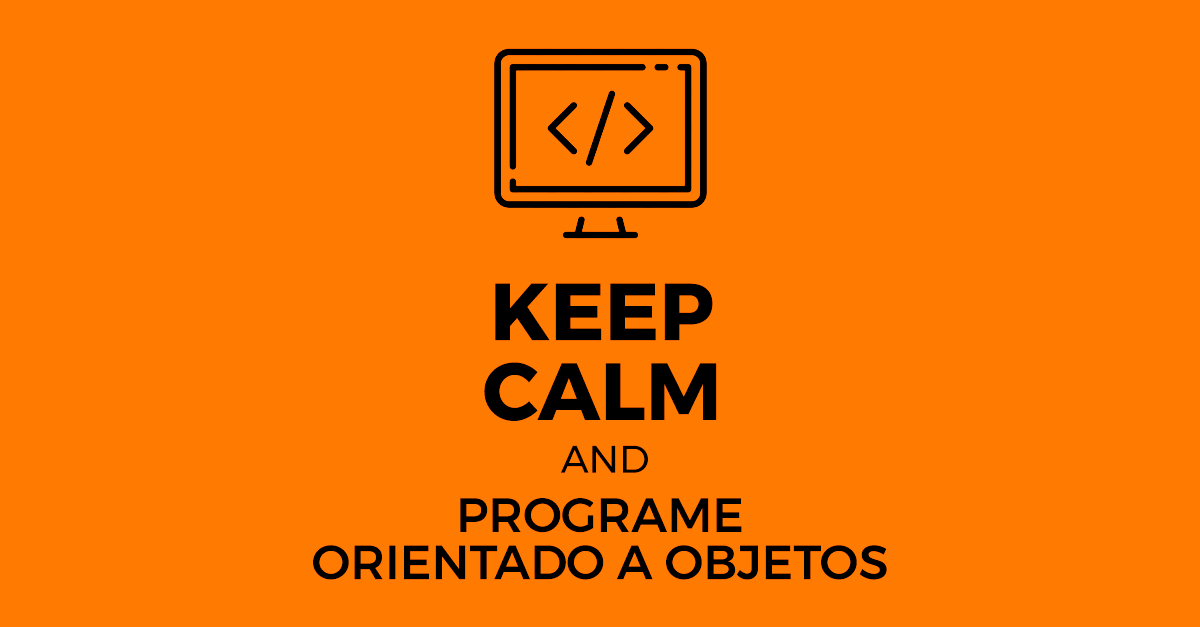 </>
KEEP
CALM
AND
PROGRAME
ORIENTADO A OBJETOS